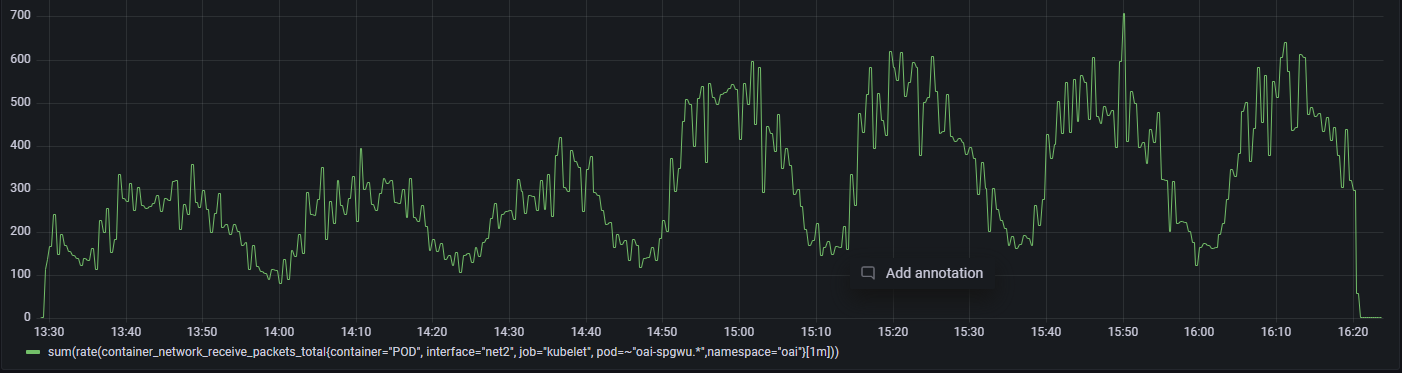 700
600
500
400
300
200
100
0
Add annotation
13:30 13:40 13:50 14:00 14:10 14:20 14:30 14:40 14:50 15:00 15:10 15:20 15:30 15:40 15:50 16:00 16:10 16:20
sum(rate(container_network_receive_packets_total{container="POD", interface="net2", job="kubelet", pod=~"oai-spgwu.*",namespace="oai"}[1m]))